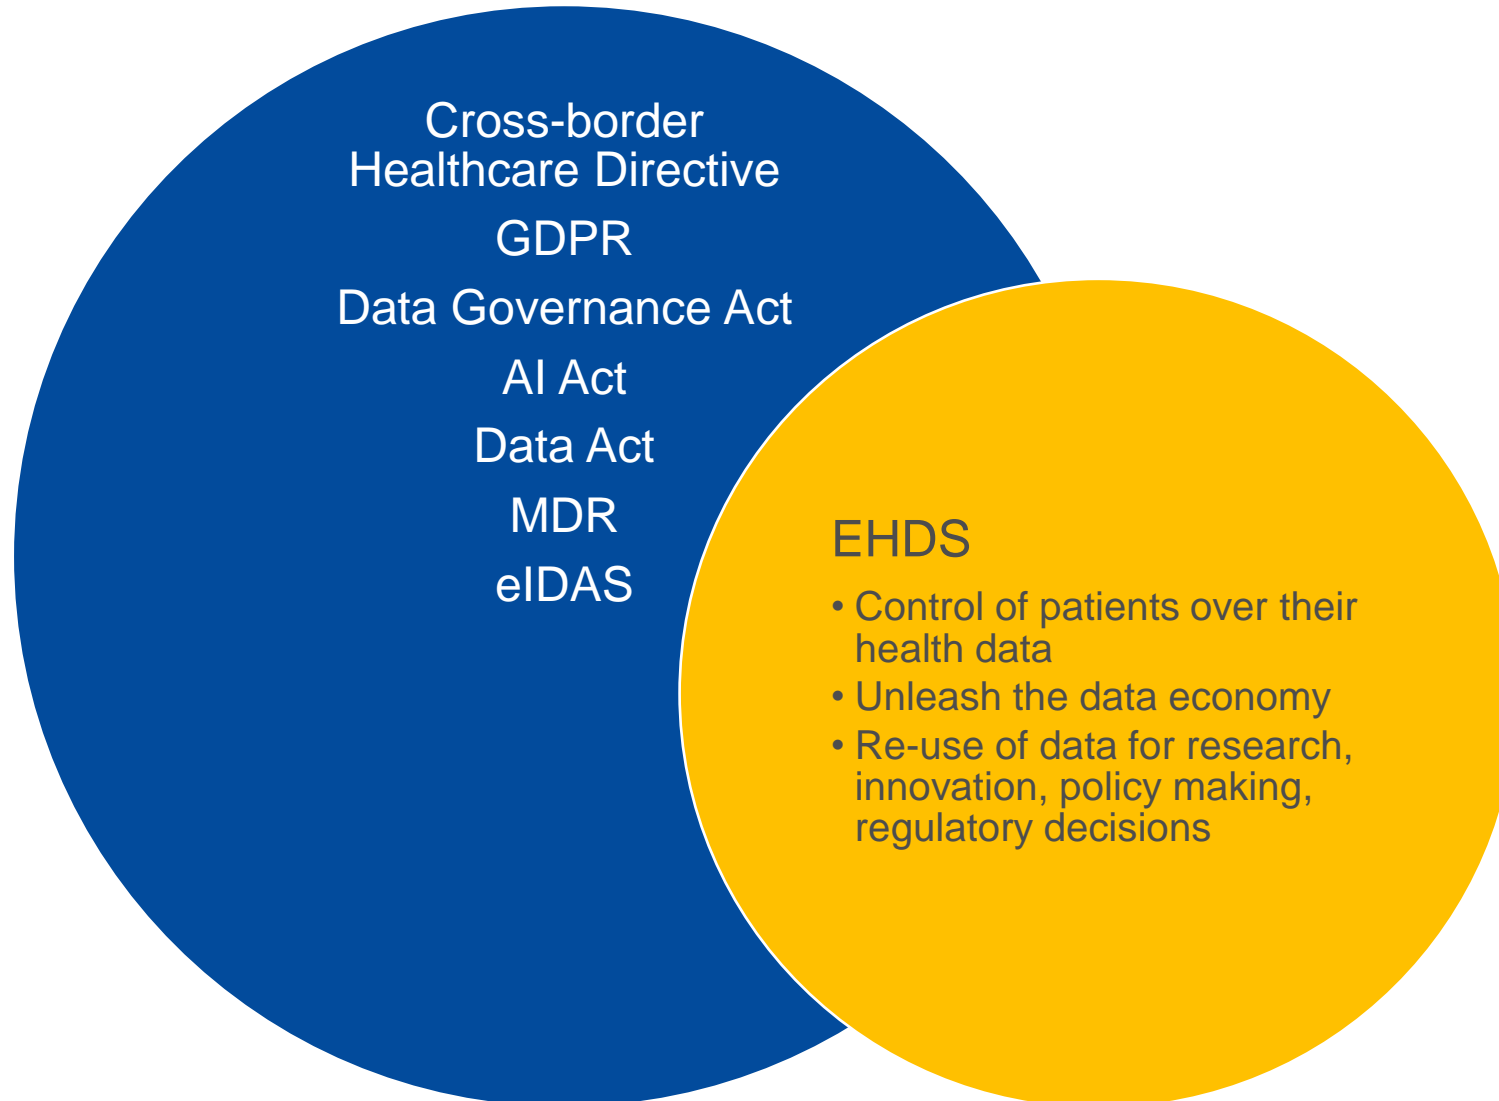 Cross-border
Healthcare Directive
GDPR
Data Governance Act
AI Act
Data Act
MDR
eIDAS
EHDS
• Control of patients over their
health data
• Unleash the data economy
• Re-use of data for research,
innovation, policy making,
regulatory decisions